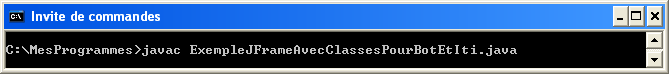 Invite de commandes
C:\MesProgrammes>javac ExempleJFrameAvecClassesPourBotEtIti.java